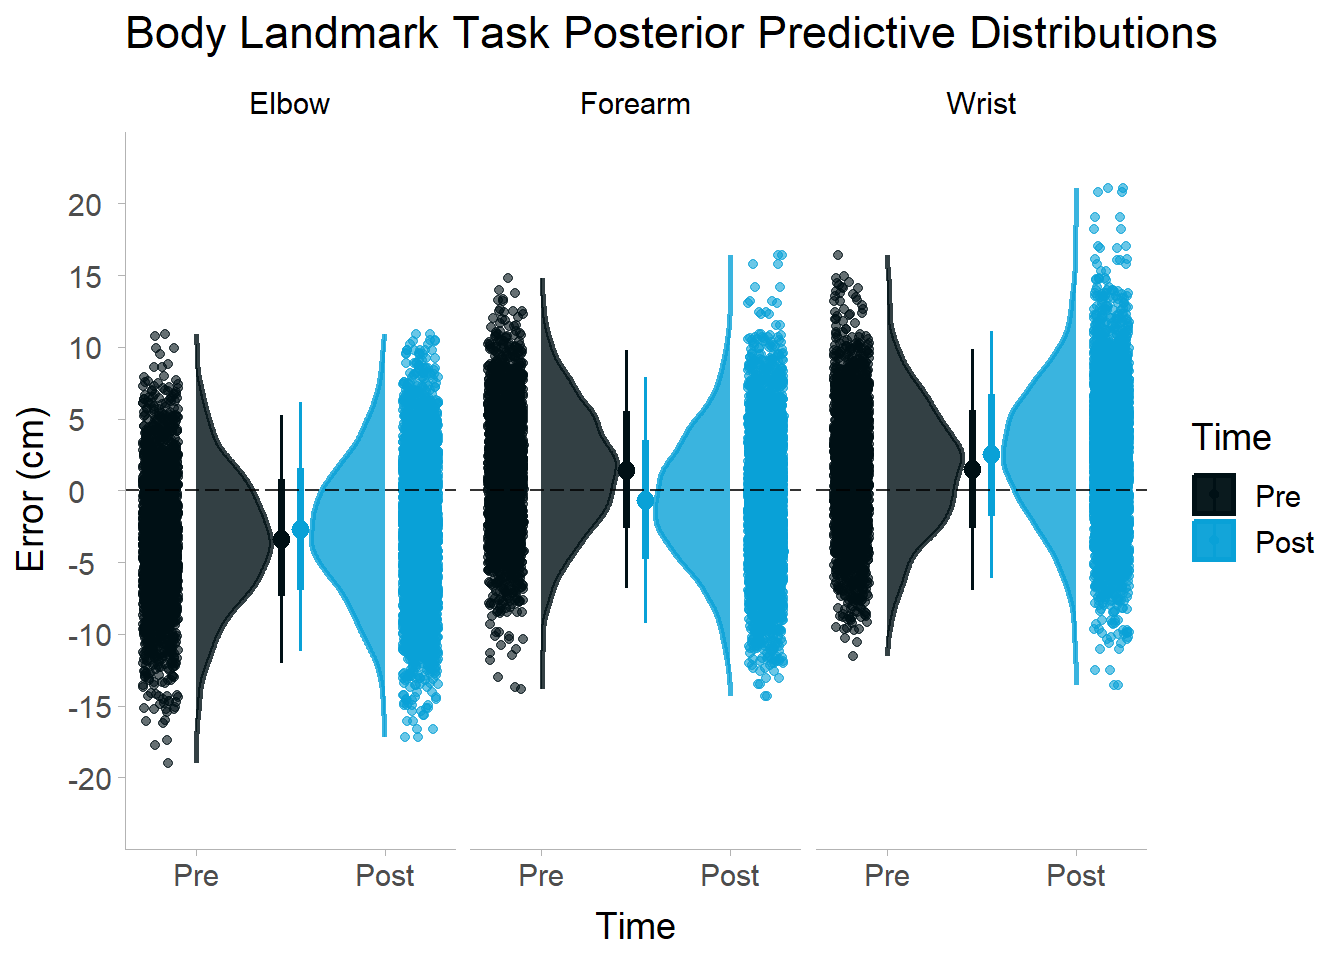 Body Landmark Task Posterior Predictive Distributions
Elbow
Forearm
Wrist
Error (cm)
20
15
10
5
0
-5
-10
-15
-20
Pre
Post
Pre
Post
Pre
Post
Time
Time
Pre
Post